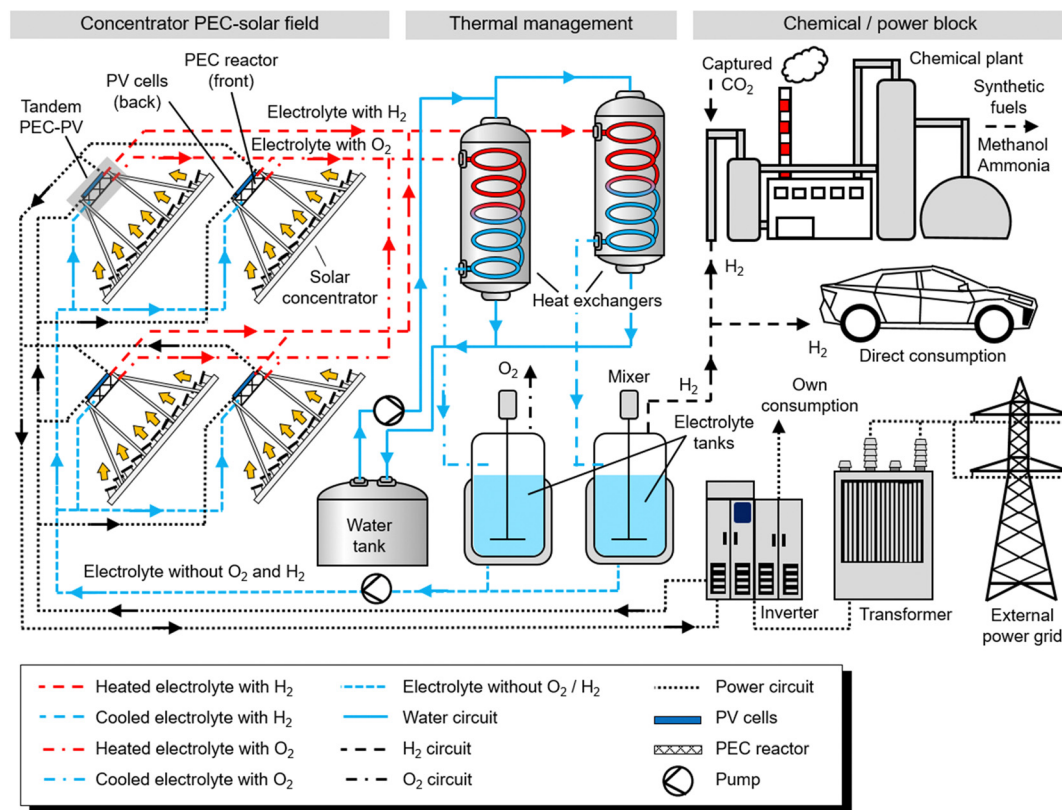 Concentrator PEC-solar field
Thermal management
Chemical / power block
PEC reactor
(front)
PV cells
(back)
Tandem
PEC-PV
Electrolyte with H₂
Electrolyte with O₂
Solar
concentrator
Heat exchangers
Captured
CO₂
Chemical plant
Synthetic
fuels
Methanol
Ammonia
H₂
H₂
Direct consumption
O₂
Mixer
H₂
Own
consumption
Electrolyte
tanks
Water
tank
Electrolyte without O₂ and H₂
Inverter
Transformer
External
power grid
Heated electrolyte with H₂
Cooled electrolyte with H₂
Heated electrolyte with O₂
Cooled electrolyte with O₂
Electrolyte without O₂ / H₂
Water circuit
H₂ circuit
O₂ circuit
Power circuit
PV cells
PEC reactor
Pump